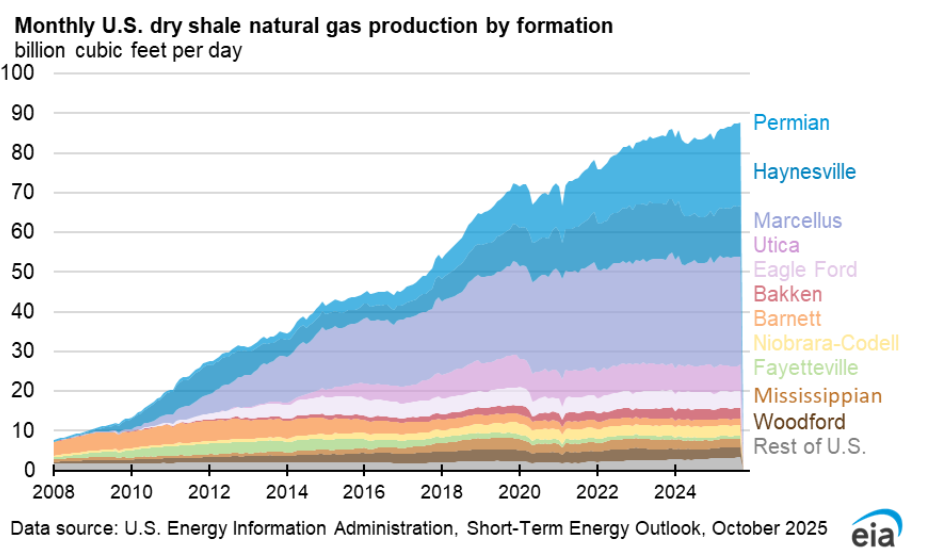 Monthly U.S. dry shale natural gas production by formation
billion cubic feet per day
100
90
80
70
60
50
40
30
20
10
0
2008 2010 2012 2014 2016 2018 2020 2022 2024
Permian
Haynesville
Marcellus
Utica
Eagle Ford
Bakken
Barnett
Niobrara-Codell
Fayetteville
Mississippian
Woodford
Rest of U.S.
Data source: U.S. Energy Information Administration, Short-Term Energy Outlook, October 2025
eia